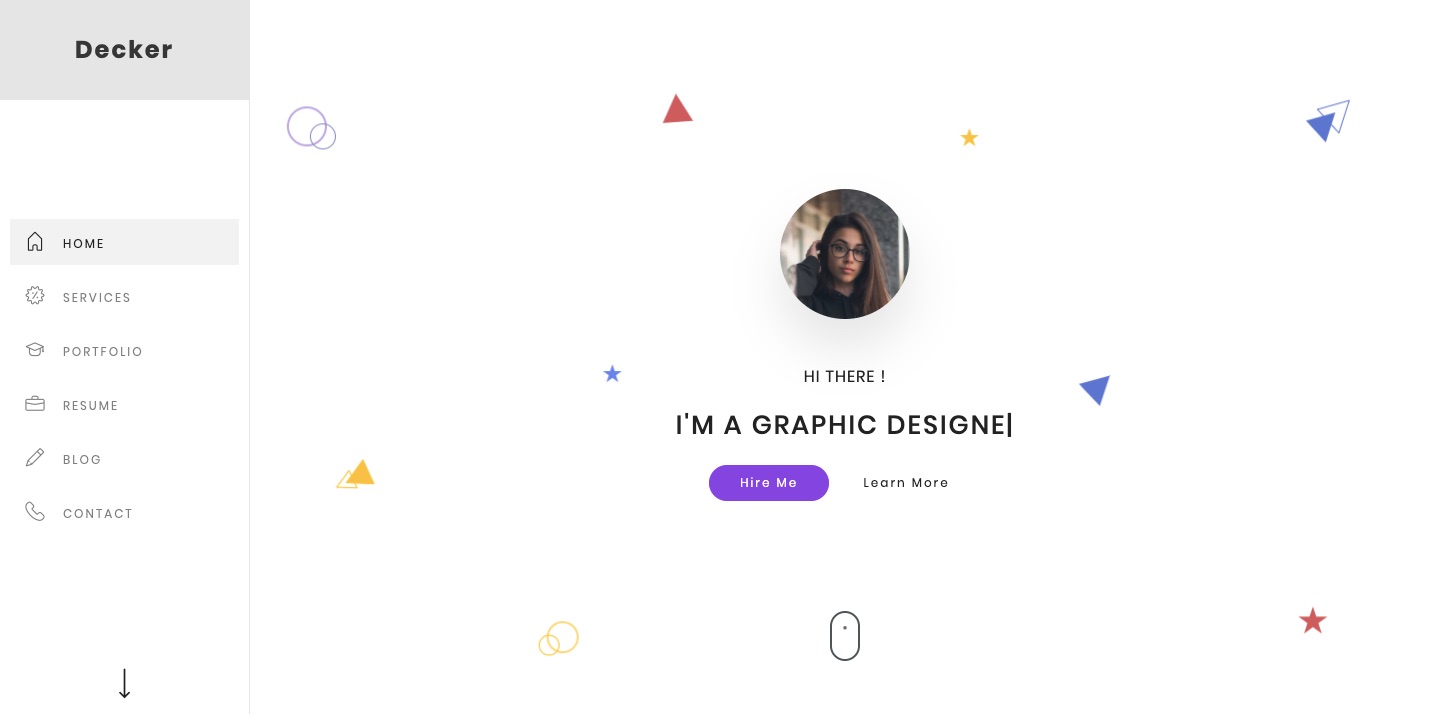 Decker
HOME
SERVICES
PORTFOLIO
RESUME
BLOG
CONTACT
HI THERE !
I'M A GRAPHIC DESIGNE|
Hire Me
Learn More